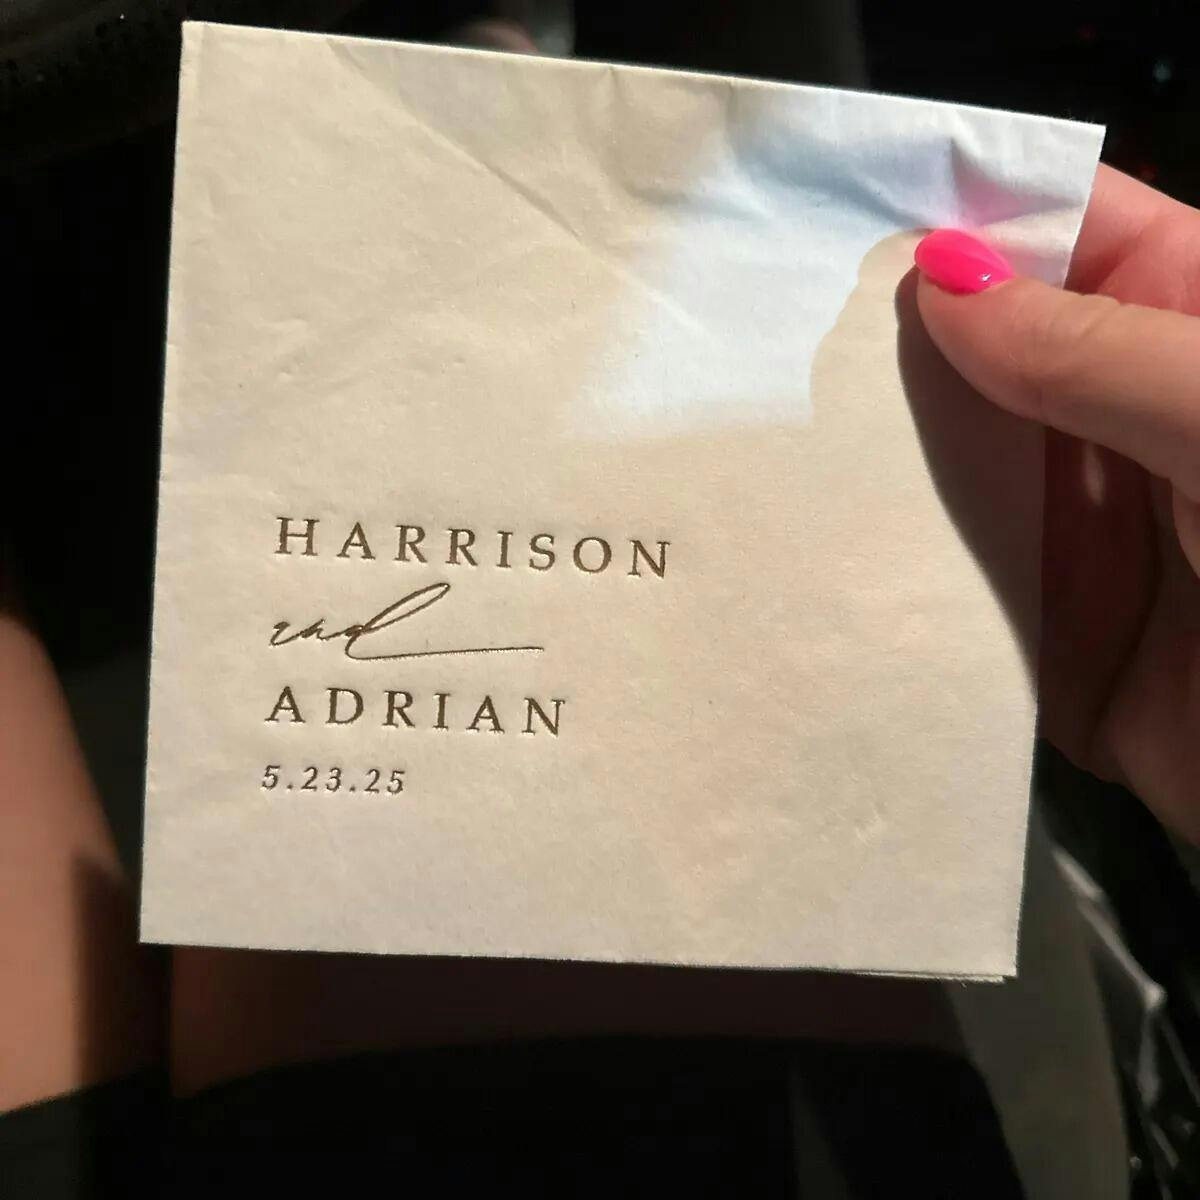 HARRISON
and
ADRIAN
5.23.25